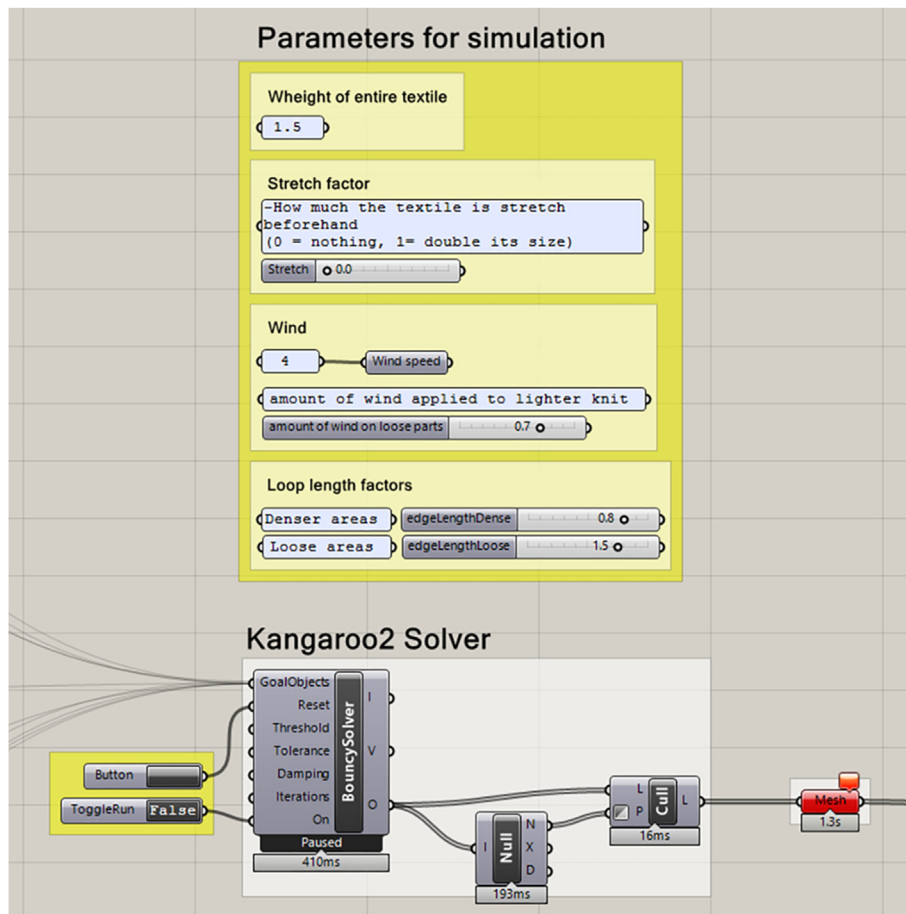 Parameters for simulation
Wheight of entire textile
1.5
Stretch factor
-How much the textile is stretch
beforehand
(0 = nothing, 1= double its size)
Stretch 0.0
Wind
4 Wind speed
amount of wind applied to lighter knit
amount of wind on loose parts 0.7
Loop length factors
Denser areas edgeLengthDense 0.8
Loose areas edgeLengthLoose 1.5
Kangaroo2 Solver
GoalObjects
Reset
Threshold
Tolerance
Damping
Iterations
On
BouncySolver
I
V
O
Paused
410ms
Button
ToggleRun False
I
Null
N
X
D
193ms
L
P
Cull
L
16ms
Mesh
1.3s